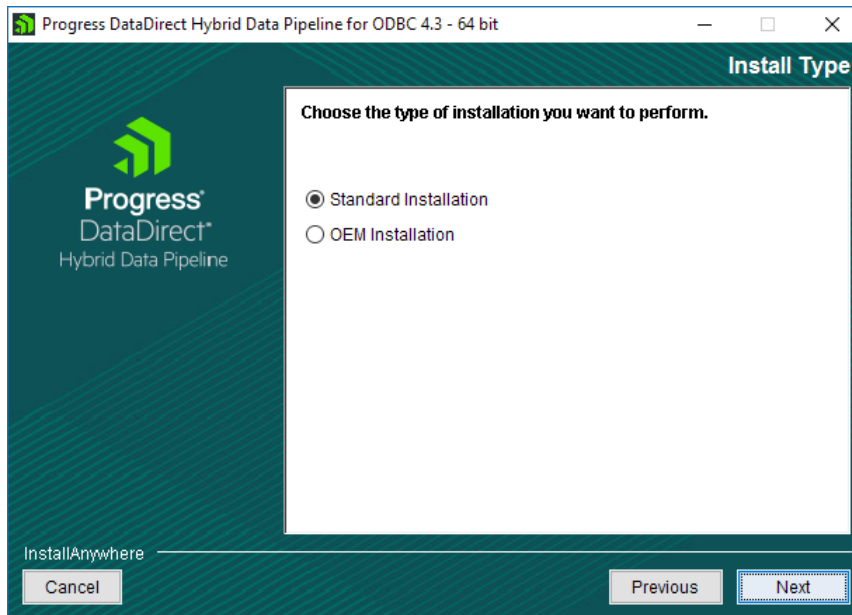 Progress DataDirect Hybrid Data Pipeline for ODBC 4.3 - 64 bit
Install Type
Progress®
DataDirect®
Hybrid Data Pipeline
Choose the type of installation you want to perform.
Standard Installation
OEM Installation
InstallAnywhere
Cancel
Previous
Next